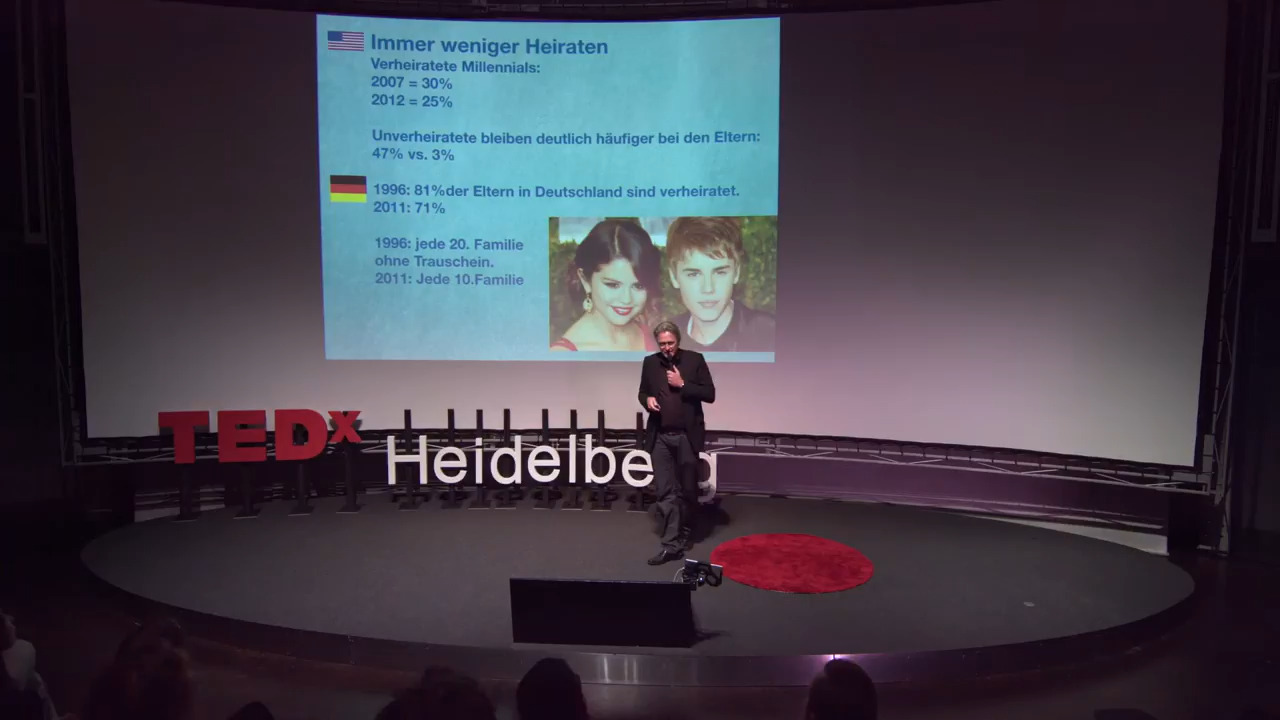 Immer weniger Heiraten
Verheiratete Millennials:
2007 = 30%
2012 = 25%
Unverheiratete bleiben deutlich häufiger bei den Eltern:
47% vs. 3%
1996: 81%der Eltern in Deutschland sind verheiratet.
2011: 71%
1996: jede 20. Familie
ohne Trauschein.
2011: Jede 10.Familie
TEDx
Heidelberg